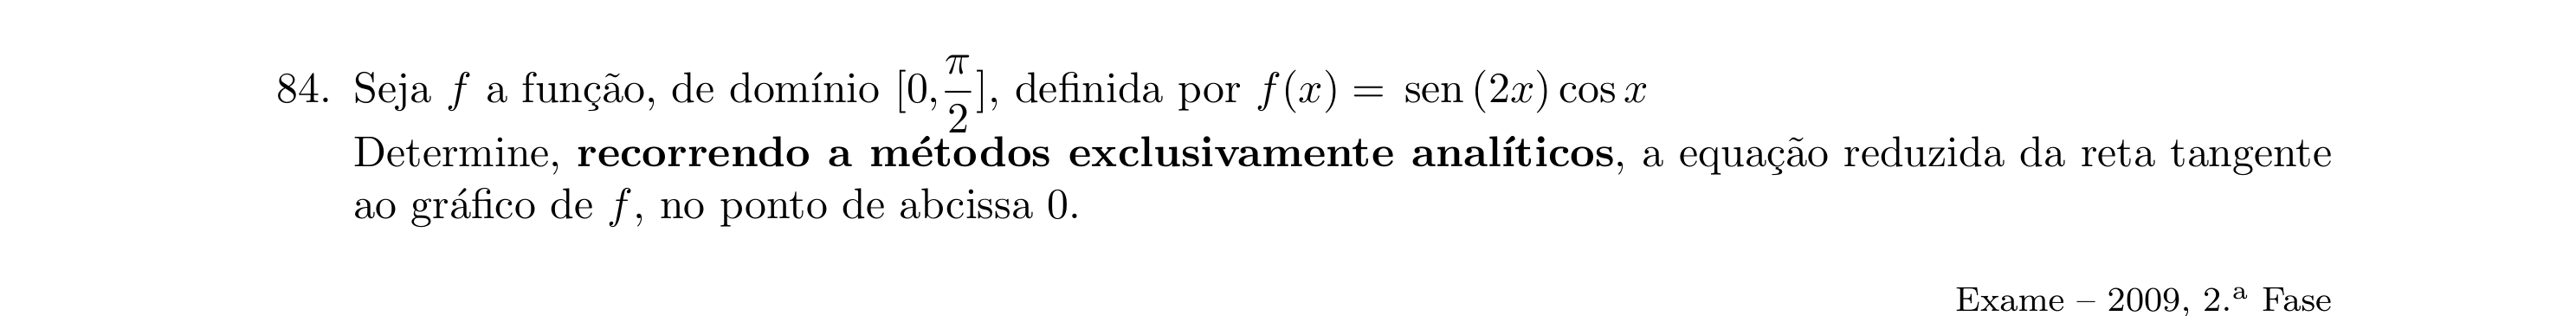 84. Seja f a função, de domínio [0, π/2], definida por f(x) = sen (2x) cos x
Determine, recorrendo a métodos exclusivamente analíticos, a equação reduzida da reta tangente
ao gráfico de f, no ponto de abcissa 0.
Exame – 2009, 2.ª Fase